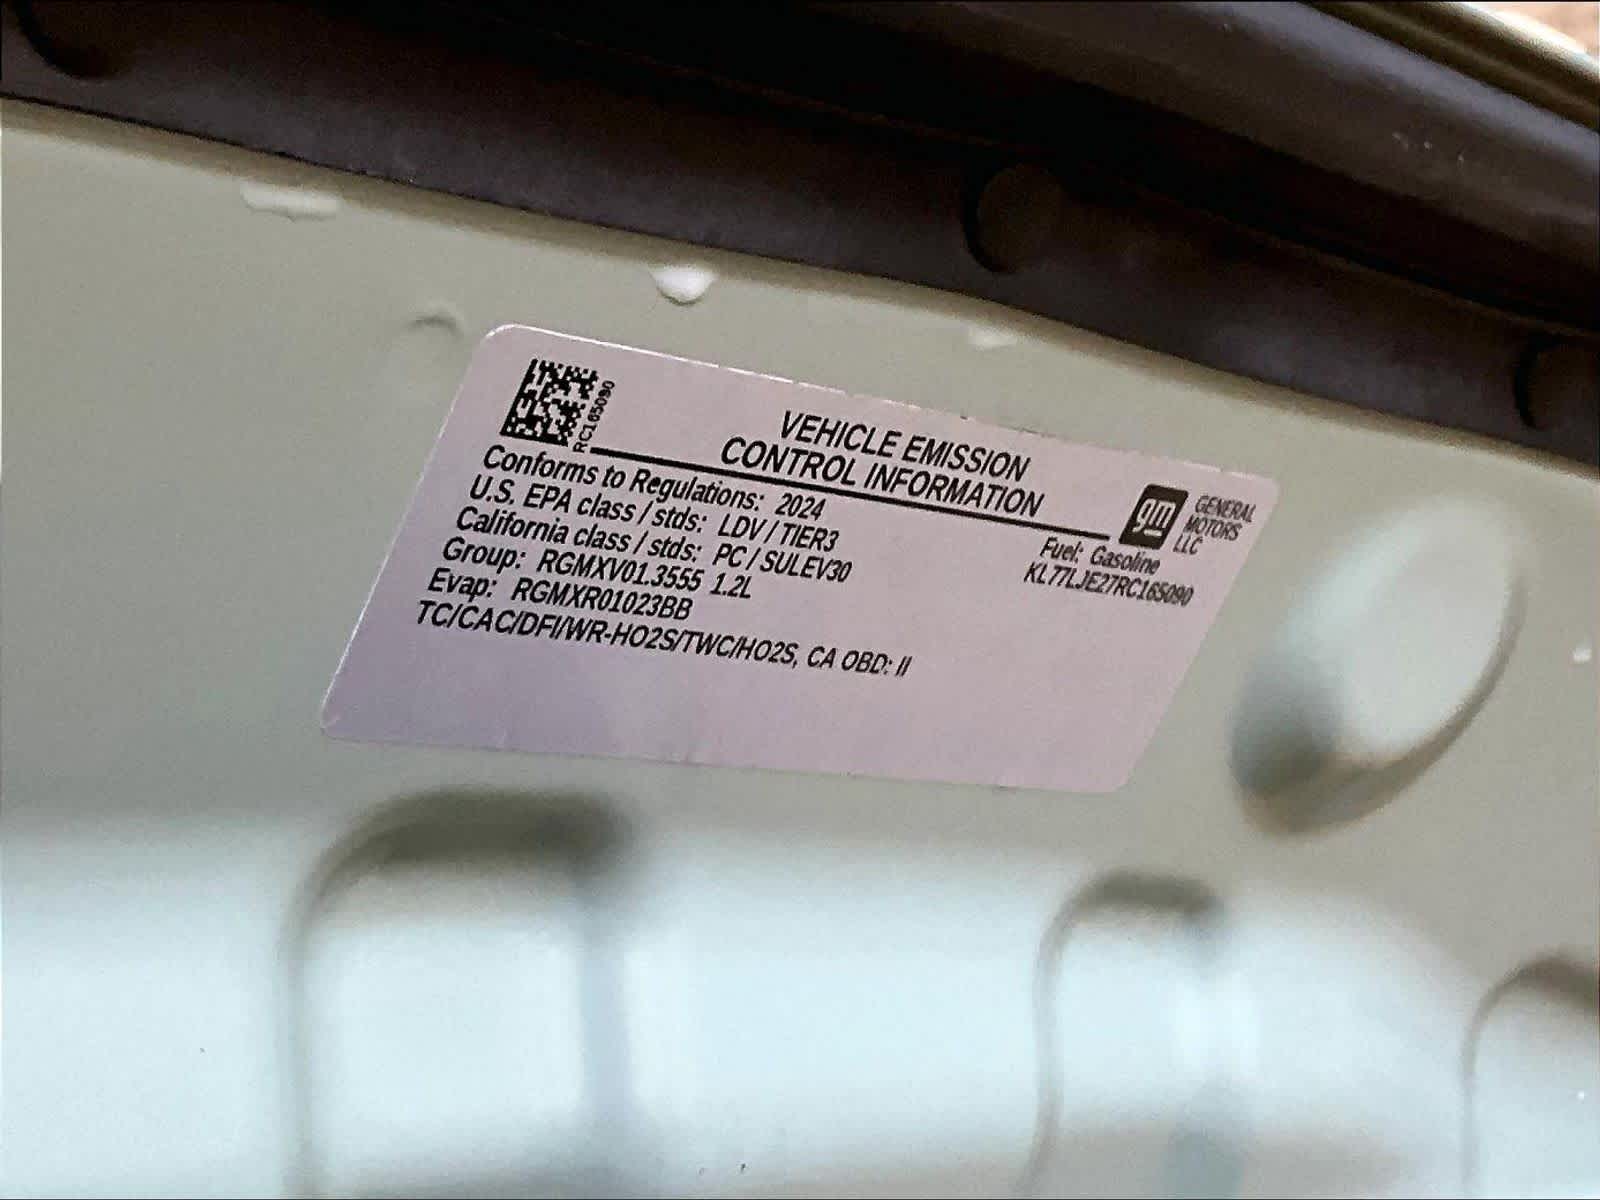 RC165090
VEHICLE EMISSION
CONTROL INFORMATION
gm
GENERAL
MOTORS
LLC
Conforms to Regulations: 2024
U.S. EPA class / stds: LDV / TIER3
California class / stds: PC / SULEV30
Group: RGMXV01.3555 1.2L
Evap: RGMXR01023BB
TC/CAC/DFI/WR-HO2S/TWC/HO2S, CA OBD: II
Fuel: Gasoline
KL77LJE27RC165090